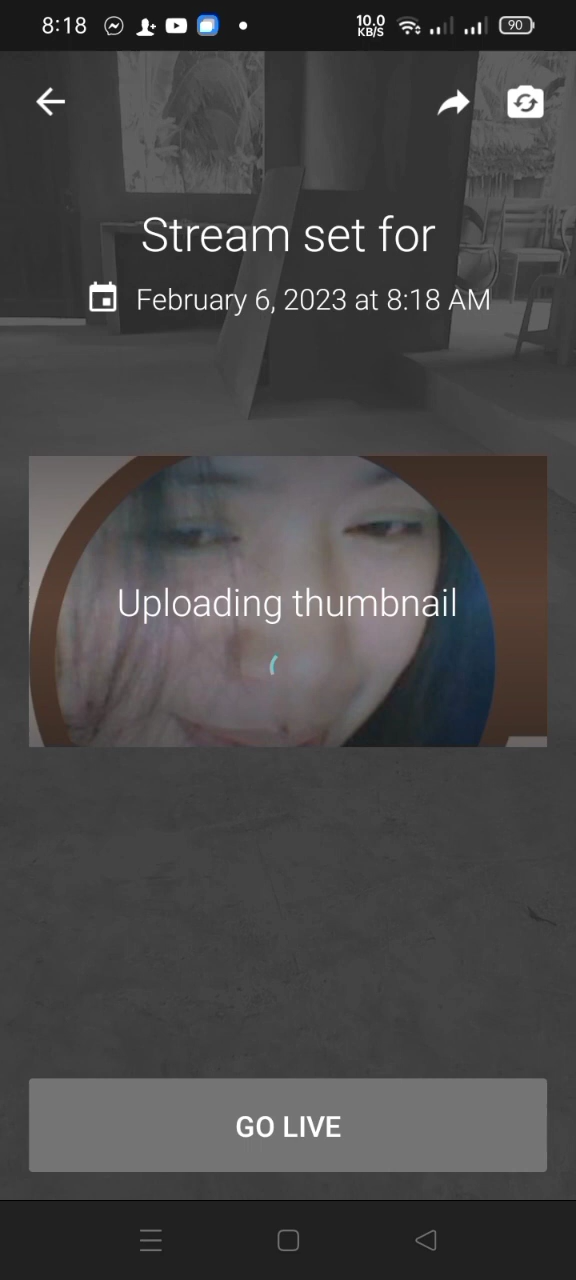 8:18
10.0
KB/S
90
Stream set for
February 6, 2023 at 8:18 AM
Uploading thumbnail
GO LIVE